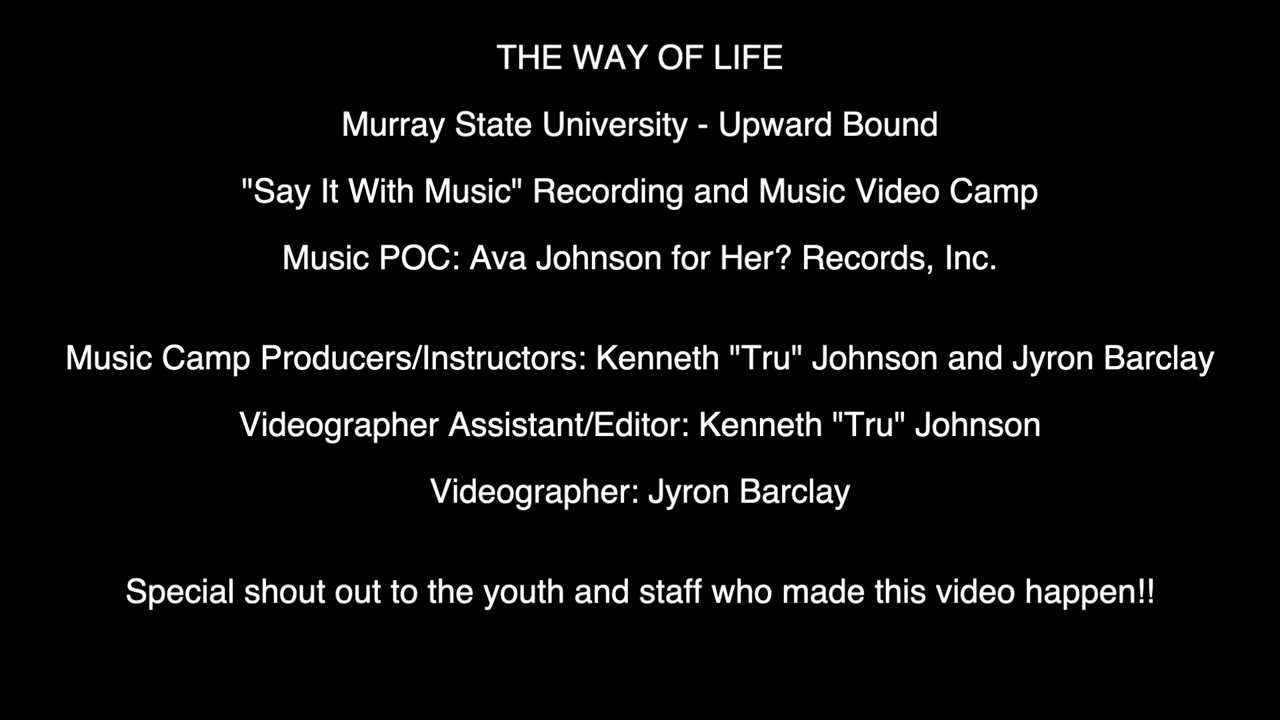 THE WAY OF LIFE
Murray State University - Upward Bound
"Say It With Music" Recording and Music Video Camp
Music POC: Ava Johnson for Her? Records, Inc.
Music Camp Producers/Instructors: Kenneth "Tru" Johnson and Jyron Barclay
Videographer Assistant/Editor: Kenneth "Tru" Johnson
Videographer: Jyron Barclay
Special shout out to the youth and staff who made this video happen!!